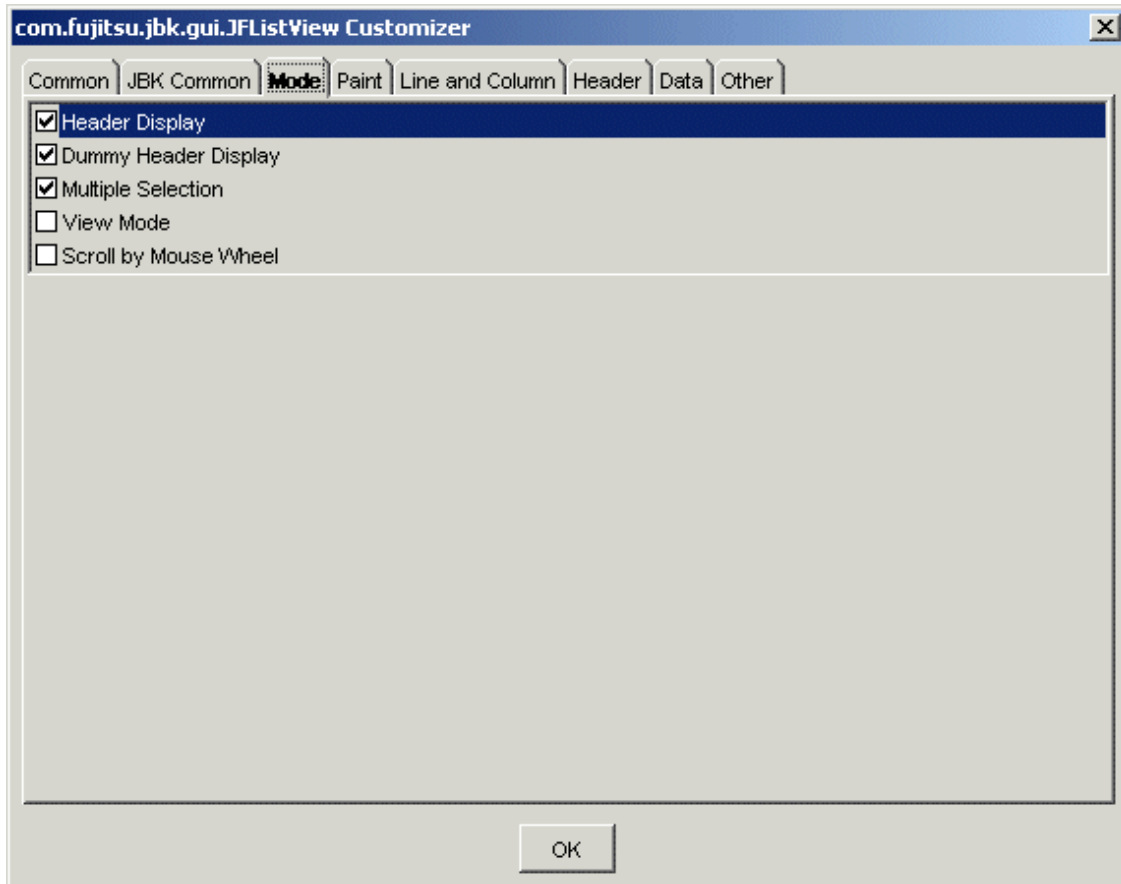 com.fujitsu.jbk.gui.JFListView Customizer
Common JBK Common Mode Paint Line and Column Header Data Other
Header Display
Dummy Header Display
Multiple Selection
View Mode
Scroll by Mouse Wheel
OK